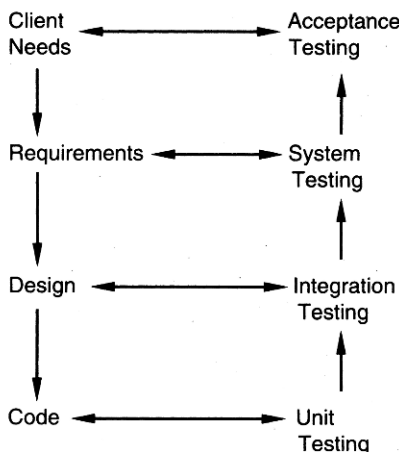 Client
Needs
Acceptance
Testing
Requirements
System
Testing
Design
Integration
Testing
Code
Unit
Testing